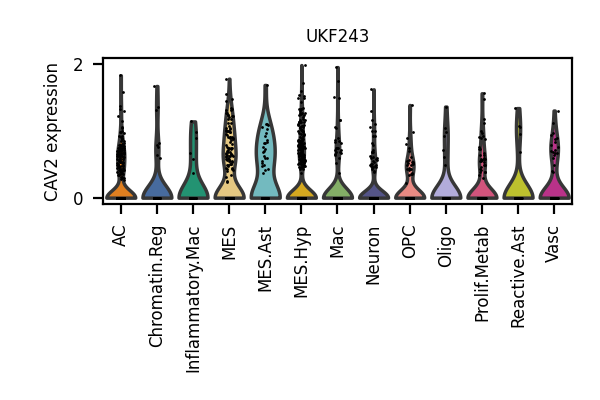 UKF243
CAV2 expression
2
0
AC
Chromatin.Reg
Inflammatory.Mac
MES
MES.Ast
MES.Hyp
Mac
Neuron
OPC
Oligo
Prolif.Metab
Reactive.Ast
Vasc